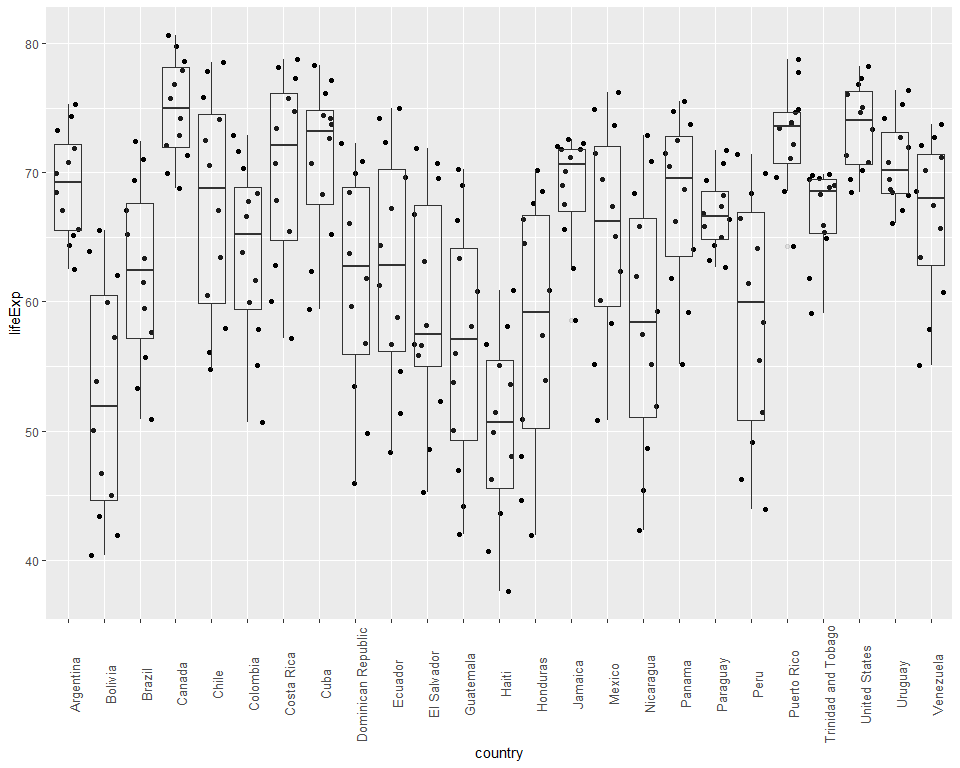 lifeExp
80
70
60
50
40
Argentina
Bolivia
Brazil
Canada
Chile
Colombia
Costa Rica
Cuba
Dominican Republic
Ecuador
El Salvador
Guatemala
Haiti
Honduras
Jamaica
Mexico
Nicaragua
Panama
Paraguay
Peru
Puerto Rico
Trinidad and Tobago
United States
Uruguay
Venezuela
country